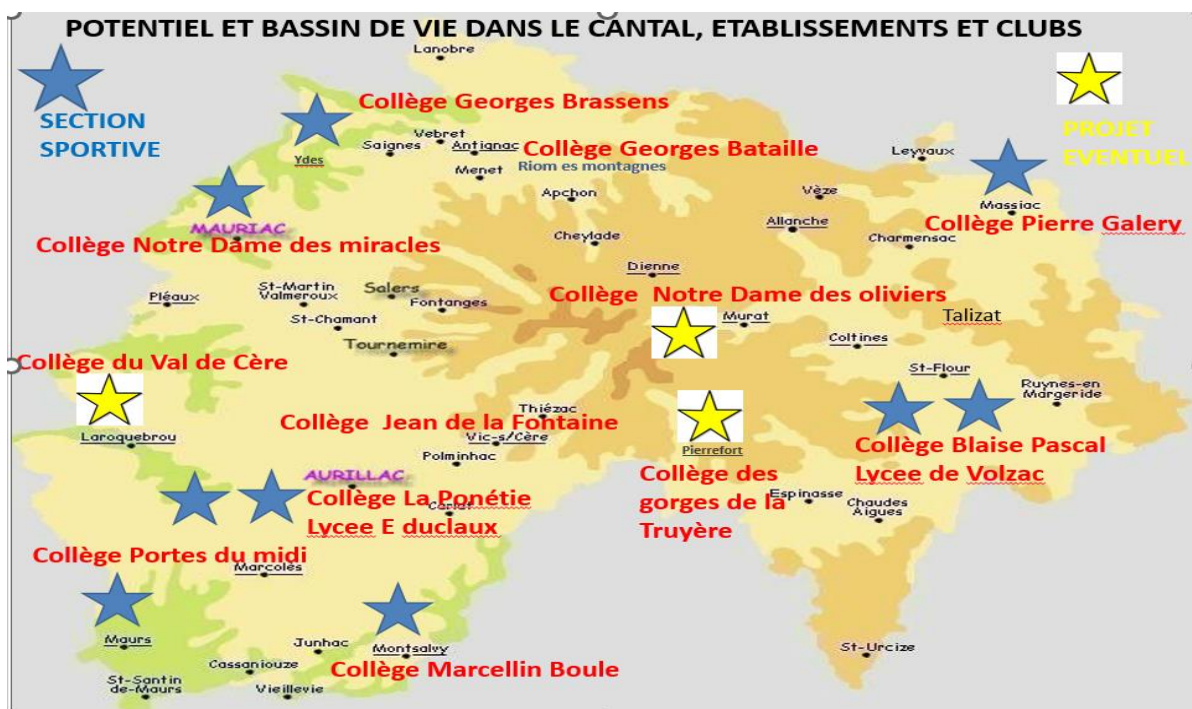 POTENTIEL ET BASSIN DE VIE DANS LE CANTAL, ETABLISSEMENTS ET CLUBS
Lanobre
SECTION
SPORTIVE
PROJET
EVENTUEL
Collège Georges Brassens
Ydes
Saignes
Vebret
Antignac
Collège Georges Bataille
Menet
Riom es montagnes
Apchon
Leyvaux
Vèze
Massiac
Collège Pierre Galery
MAURIAC
Collège Notre Dame des miracles
Cheylade
Allanche
Charmensac
Dienne
Pléaux
St-Martin
Valmeroux
Salers
Fontanges
Collège Notre Dame des oliviers
St-Chamant
Murat
Talizat
Tournemire
Coltines
Collège du Val de Cère
St-Flour
Ruynes-en
Margeride
Laroquebrou
Thiézac
Collège Jean de la Fontaine
Vic-s/Cère
Polminhac
Pierrefort
Collège Blaise Pascal
Lycee de Volzac
AURILLAC
Collège La Ponétie
Lycee E duclaux
Carlat
Collège des
gorges de la
Truyère
Espinasse
Chaudes
Aigues
Collège Portes du midi
Marcolès
Maurs
Junhac
Montsalvy
St-Urcize
Cassaniouze
Collège Marcellin Boule
St-Santin
de-Maurs
Vieillevie